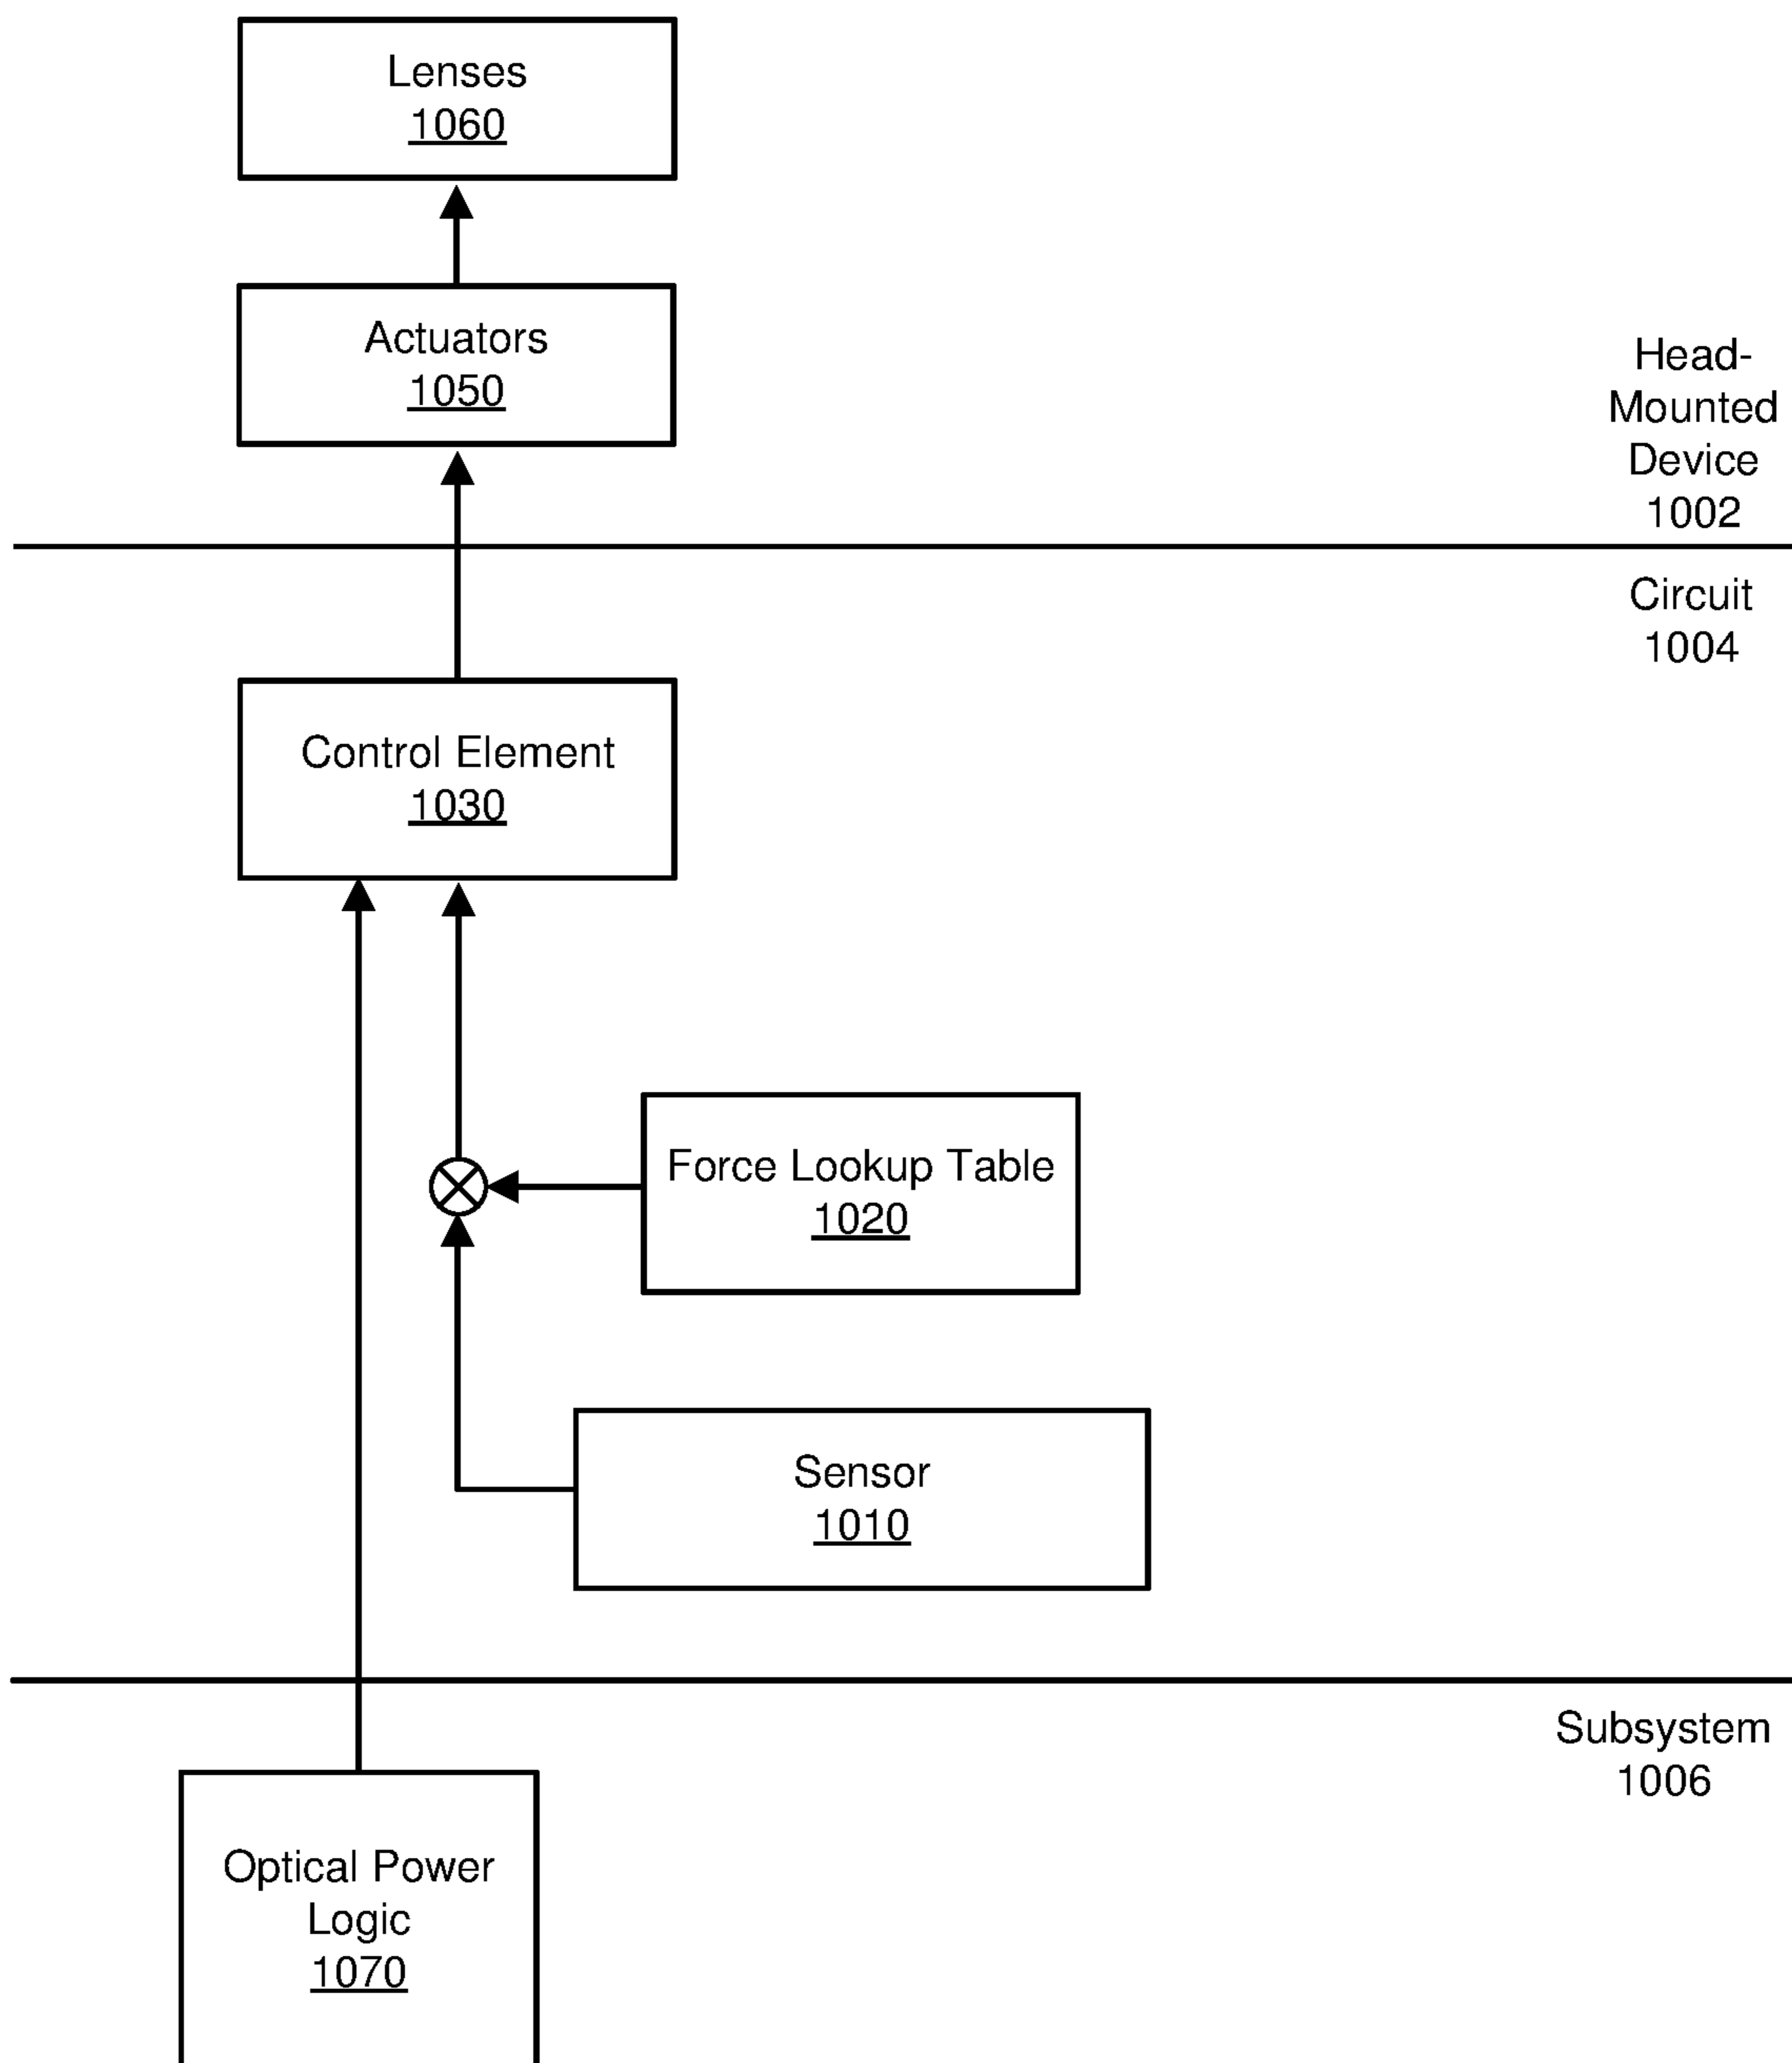 Lenses
1060
Actuators
1050
Head-
Mounted
Device
1002
Circuit
1004
Control Element
1030
Force Lookup Table
1020
Sensor
1010
Subsystem
1006
Optical Power
Logic
1070